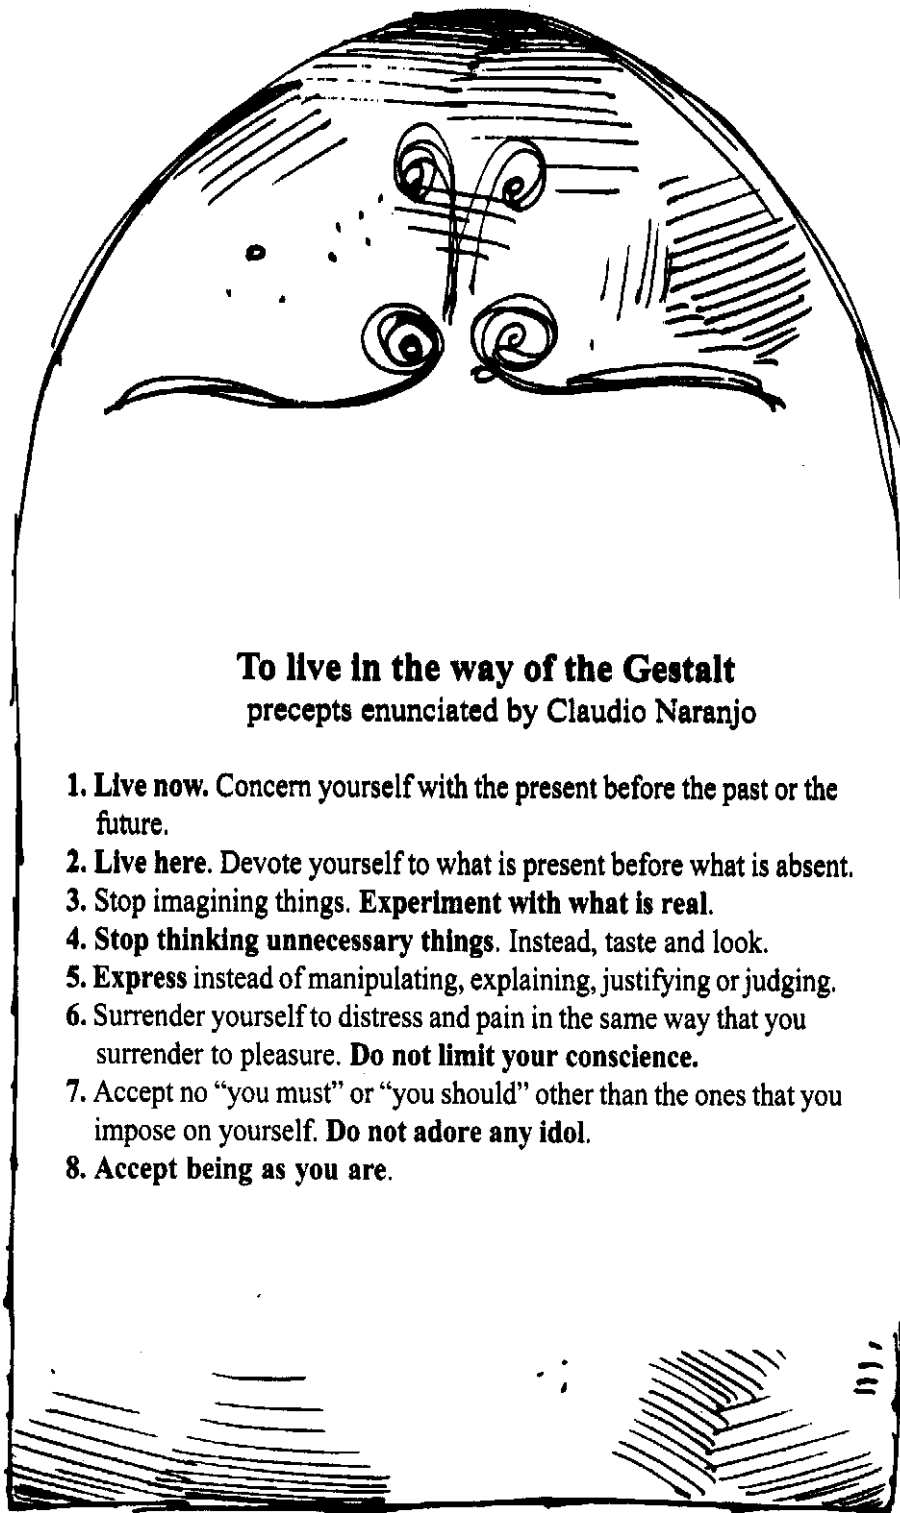 To live in the way of the Gestalt
precepts enunciated by Claudio Naranjo
1. Live now. Concern yourself with the present before the past or the
future.
2. Live here. Devote yourself to what is present before what is absent.
3. Stop imagining things. Experiment with what is real.
4. Stop thinking unnecessary things. Instead, taste and look.
5. Express instead of manipulating, explaining, justifying or judging.
6. Surrender yourself to distress and pain in the same way that you
surrender to pleasure. Do not limit your conscience.
7. Accept no “you must” or “you should” other than the ones that you
impose on yourself. Do not adore any idol.
8. Accept being as you are.